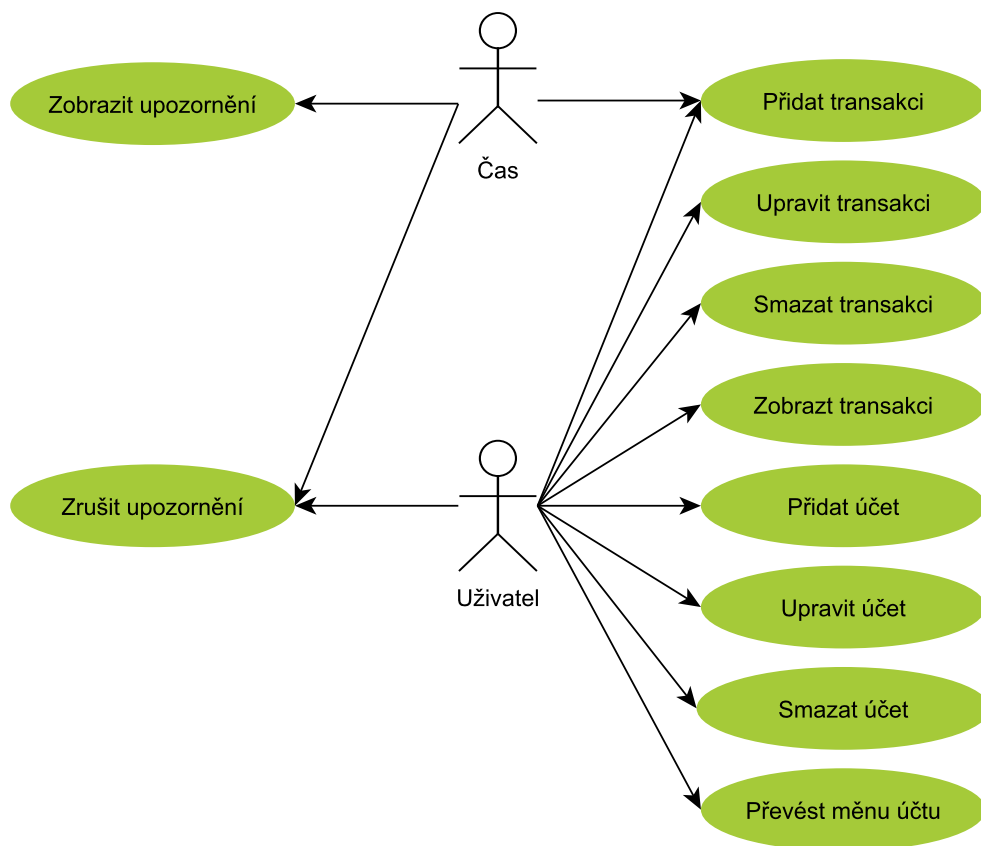 Zobrazit upozornění
Přidat transakci
Čas
Upravit transakci
Smazat transakci
Zobrazt transakci
Zrušit upozornění
Přidat účet
Uživatel
Upravit účet
Smazat účet
Převést měnu účtu